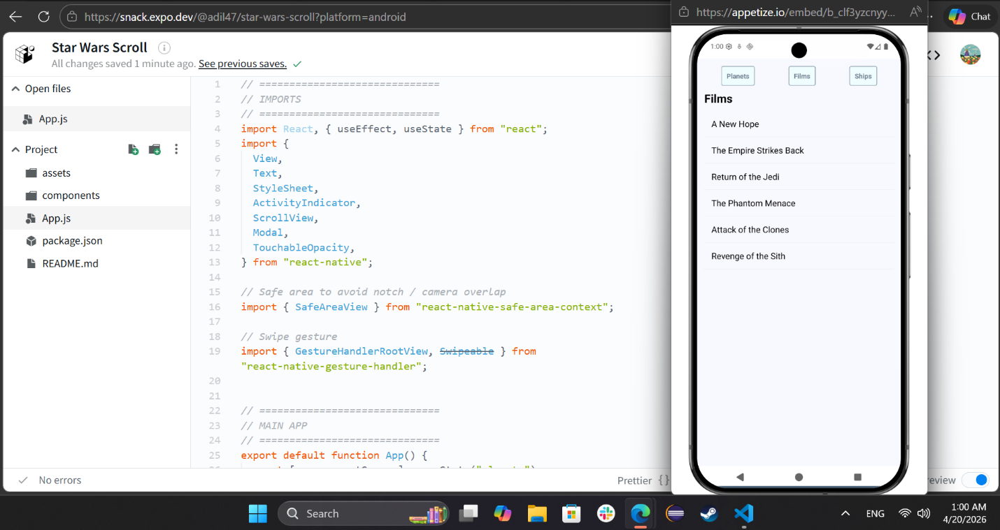 https://snack.expo.dev/@adil47/star-wars-scroll?platform=android
https://appetize.io/embed/b_clf3yzcnyy...
Chat
Star Wars Scroll
All changes saved 1 minute ago. See previous saves.
Open files
App.js
Project
assets
components
App.js
package.json
README.md
1 // ==============================
2 // IMPORTS
3 // ==============================
4 import React, { useEffect, useState } from "react";
5 import {
6 View,
7 Text,
8 StyleSheet,
9 ActivityIndicator,
10 ScrollView,
11 Modal,
12 TouchableOpacity,
13 } from "react-native";
14
15 // Safe area to avoid notch / camera overlap
16 import { SafeAreaView } from "react-native-safe-area-context";
17
18 // Swipe gesture
19 import { GestureHandlerRootView, Swipeable } from
"react-native-gesture-handler";
20
21
22 // ==============================
23 // MAIN APP
24 // ==============================
25 export default function App() {
No errors
Prettier {}
1:00
Planets
Films
Ships
Films
A New Hope
The Empire Strikes Back
Return of the Jedi
The Phantom Menace
Attack of the Clones
Revenge of the Sith
review
Search
ENG
1:00 AM
4/20/2026